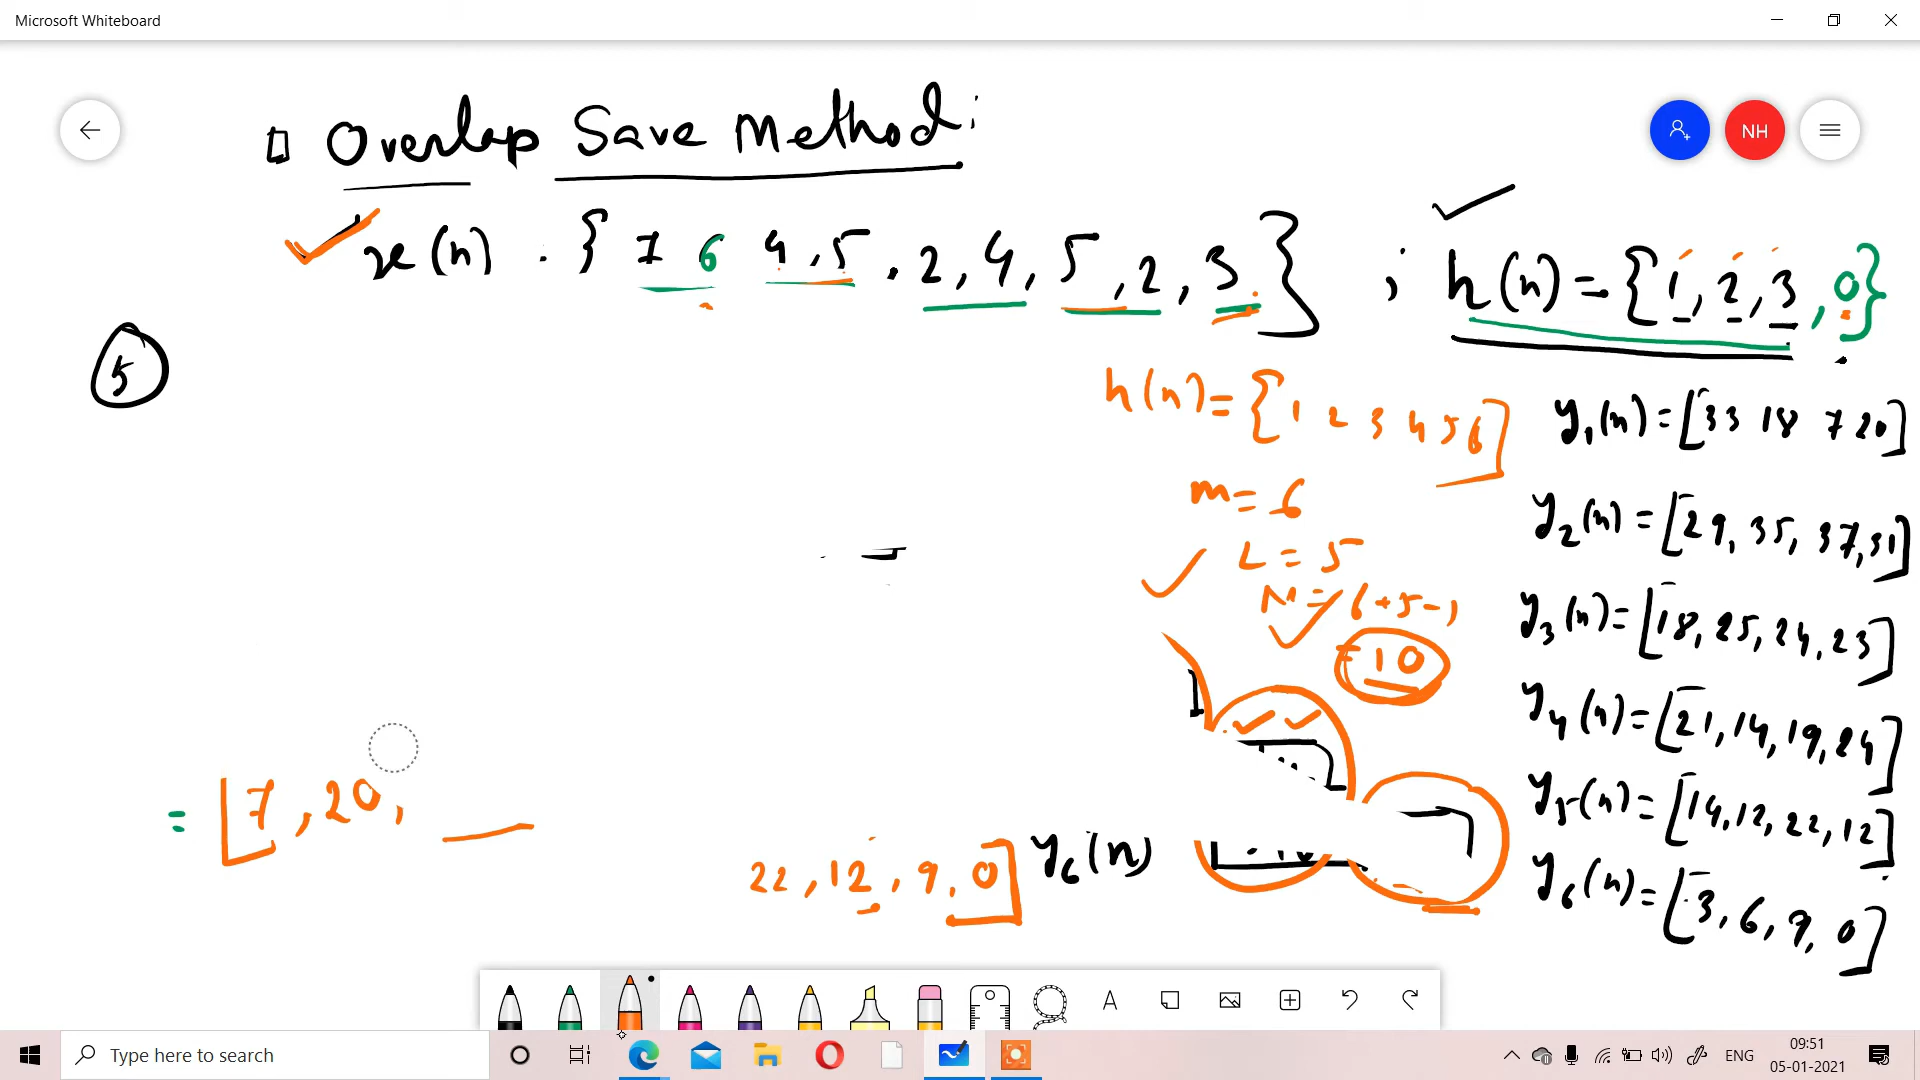 Microsoft Whiteboard
Overlap Save Method:
NH
x(n) . { 7 6 4,5.2,4,5,2,3 } ; h(n)={1,2,3,0}
5
h(n)={1 2 3 4 5 6]
m=6
L=5
N=6+5-1
=10
y1(n)=[33 18 7 20]
y2(n)=[29,35,37,31]
y3(n)=[18,25,24,23]
y4(n)=[21,14,19,24]
y5(n)=[14,12,22,12]
y6(n)=[3,6,9,0]
=[7,20,
22,12,9,0] y6(n)
A
Type here to search
ENG
09:51
05-01-2021